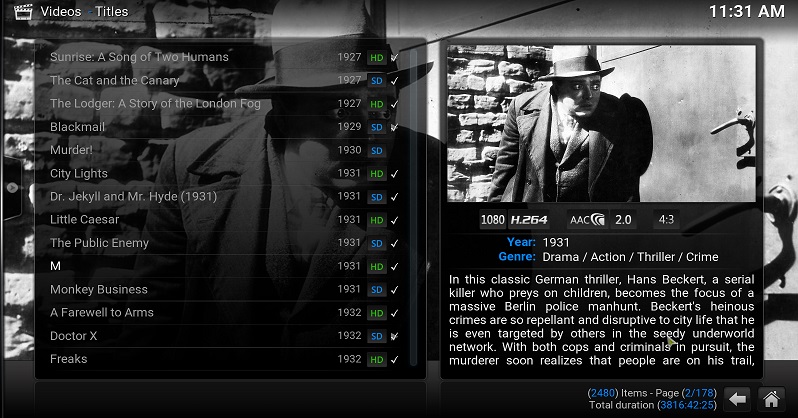 Videos - Titles
11:31 AM
Sunrise: A Song of Two Humans 1927 HD
The Cat and the Canary 1927 SD
The Lodger: A Story of the London Fog 1927 HD
Blackmail 1929 SD
Murder! 1930 SD
City Lights 1931 HD
Dr. Jekyll and Mr. Hyde (1931) 1931 SD
Little Caesar 1931 HD
The Public Enemy 1931 SD
M 1931 HD
Monkey Business 1931 SD
A Farewell to Arms 1932 HD
Doctor X 1932 SD
Freaks 1932 HD
1080 H.264 AAC 2.0 4:3
Year: 1931
Genre: Drama / Action / Thriller / Crime
In this classic German thriller, Hans Beckert, a serial
killer who preys on children, becomes the focus of a
massive Berlin police manhunt. Beckert's heinous
crimes are so repellant and disruptive to city life that he
is even targeted by others in the seedy underworld
network. With both cops and criminals in pursuit, the
murderer soon realizes that people are on his trail,
(2480) Items - Page (2/178)
Total duration (3816:42:25)